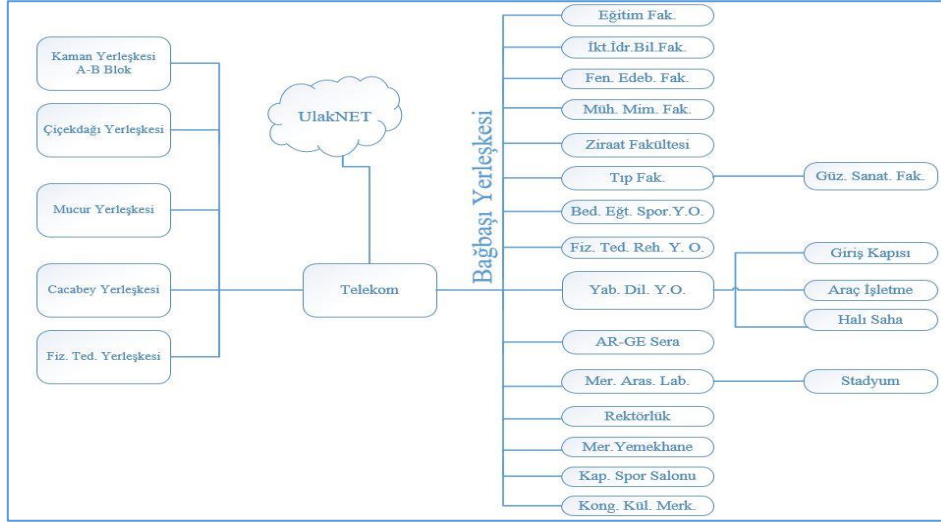 Kaman Yerleşkesi
A-B Blok
Çiçekdağı Yerleşkesi
Mucur Yerleşkesi
Cacabey Yerleşkesi
Fiz. Ted. Yerleşkesi
UlakNET
Telekom
Bağbaşı Yerleşkesi
Eğitim Fak.
İkt.İdr.Bil.Fak.
Fen. Edeb. Fak.
Müh. Mim. Fak.
Ziraat Fakültesi
Tıp Fak.
Bed. Eğt. Spor.Y.O.
Fiz. Ted. Reh. Y. O.
Yab. Dil. Y.O.
AR-GE Sera
Mer. Aras. Lab.
Rektörlük
Mer.Yemekhane
Kap. Spor Salonu
Kong. Kül. Merk.
Güz. Sanat. Fak.
Giriş Kapısı
Araç İşletme
Halı Saha
Stadyum